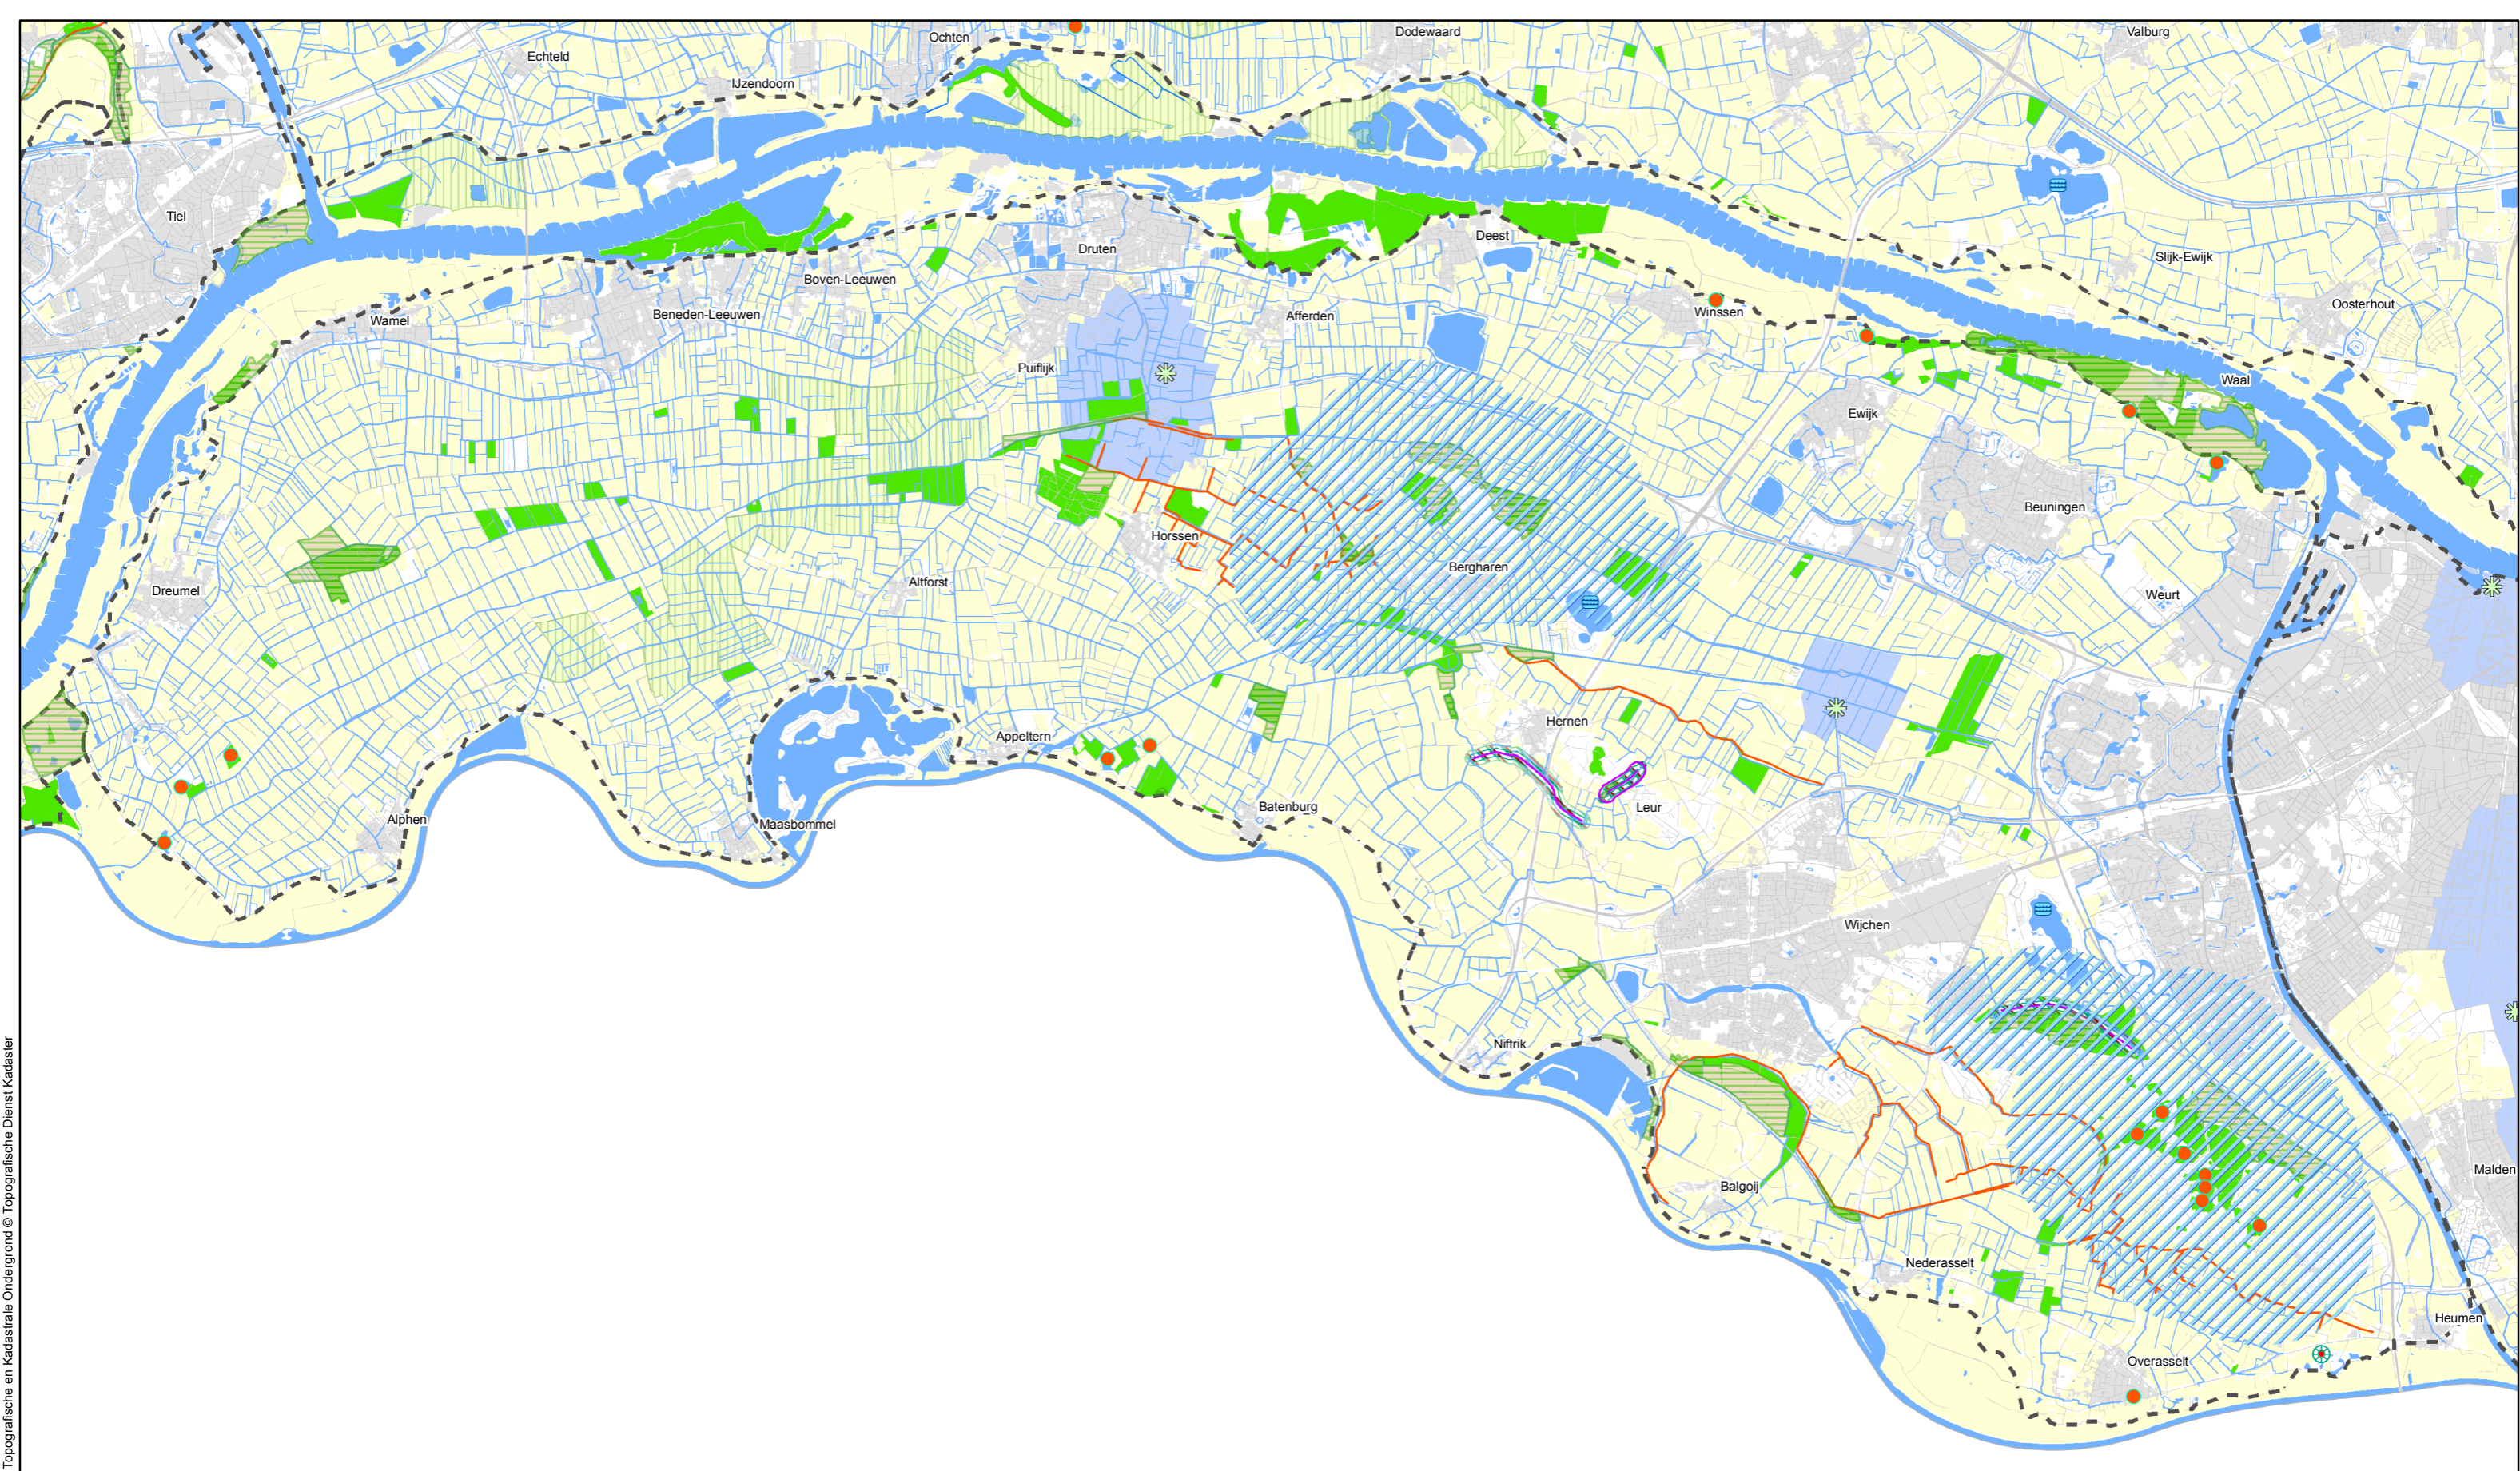 Ochten
Dodewaard
Valburg
Echteld
IJzendoorn
Tiel
Druten
Deest
Slijk-Ewijk
Boven-Leeuwen
Oosterhout
Wamel
Beneden-Leeuwen
Afferden
Winssen
Puiflijk
Waal
Ewijk
Beuningen
Horssen
Bergharen
Altforst
Dreumel
Weurt
Hernen
Appeltern
Batenburg
Leur
Alphen
Maasbommel
Wijchen
Niftrik
Malden
Balgoij
Nederasselt
Heumen
Overasselt
Topografische en Kadastrale Ondergrond © Topografische Dienst Kadaster